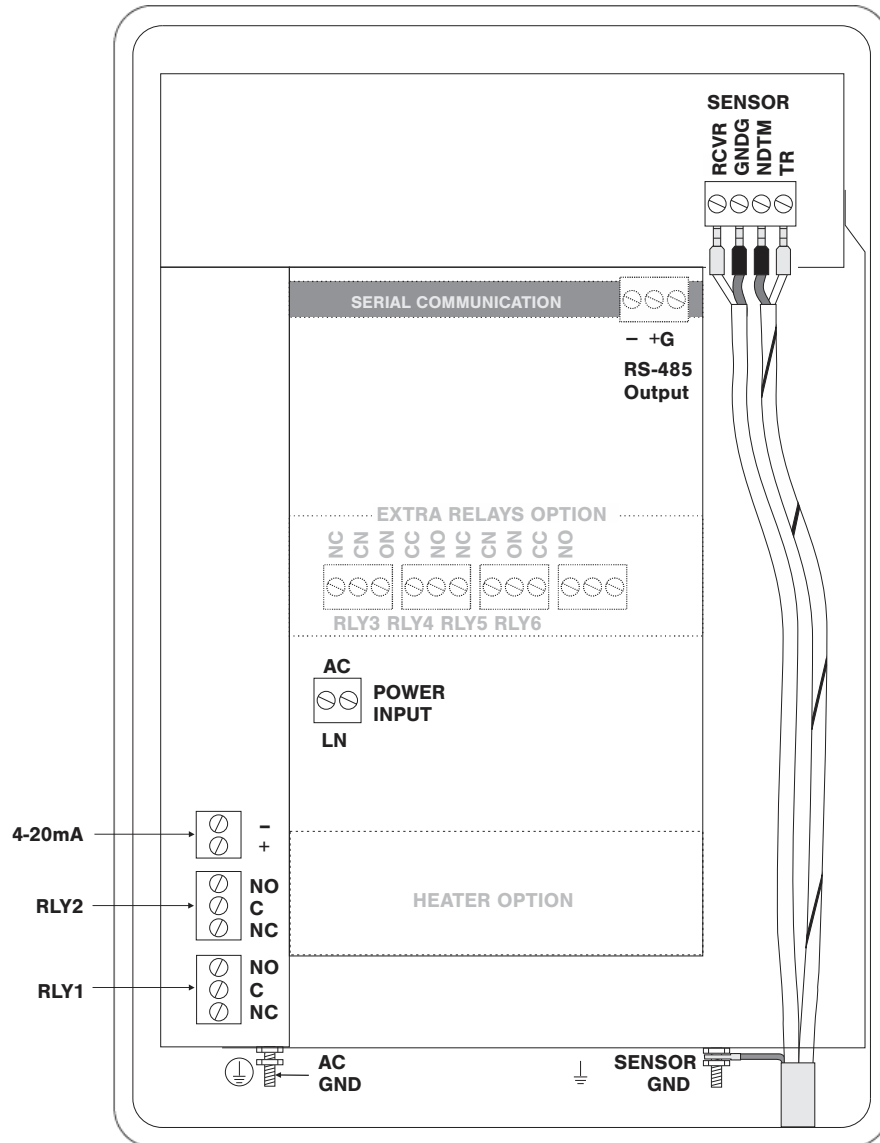 SENSOR
RCVR
GNDG
NDTM
TR
SERIAL COMMUNICATION
– +G
RS-485
Output
EXTRA RELAYS OPTION
NC
CN
ON
CC
NO
NC
CN
ON
CC
NO
RLY3 RLY4 RLY5 RLY6
AC
POWER
INPUT
LN
4-20mA
–
+
RLY2
NO
C
NC
HEATER OPTION
RLY1
NO
C
NC
AC
GND
SENSOR
GND